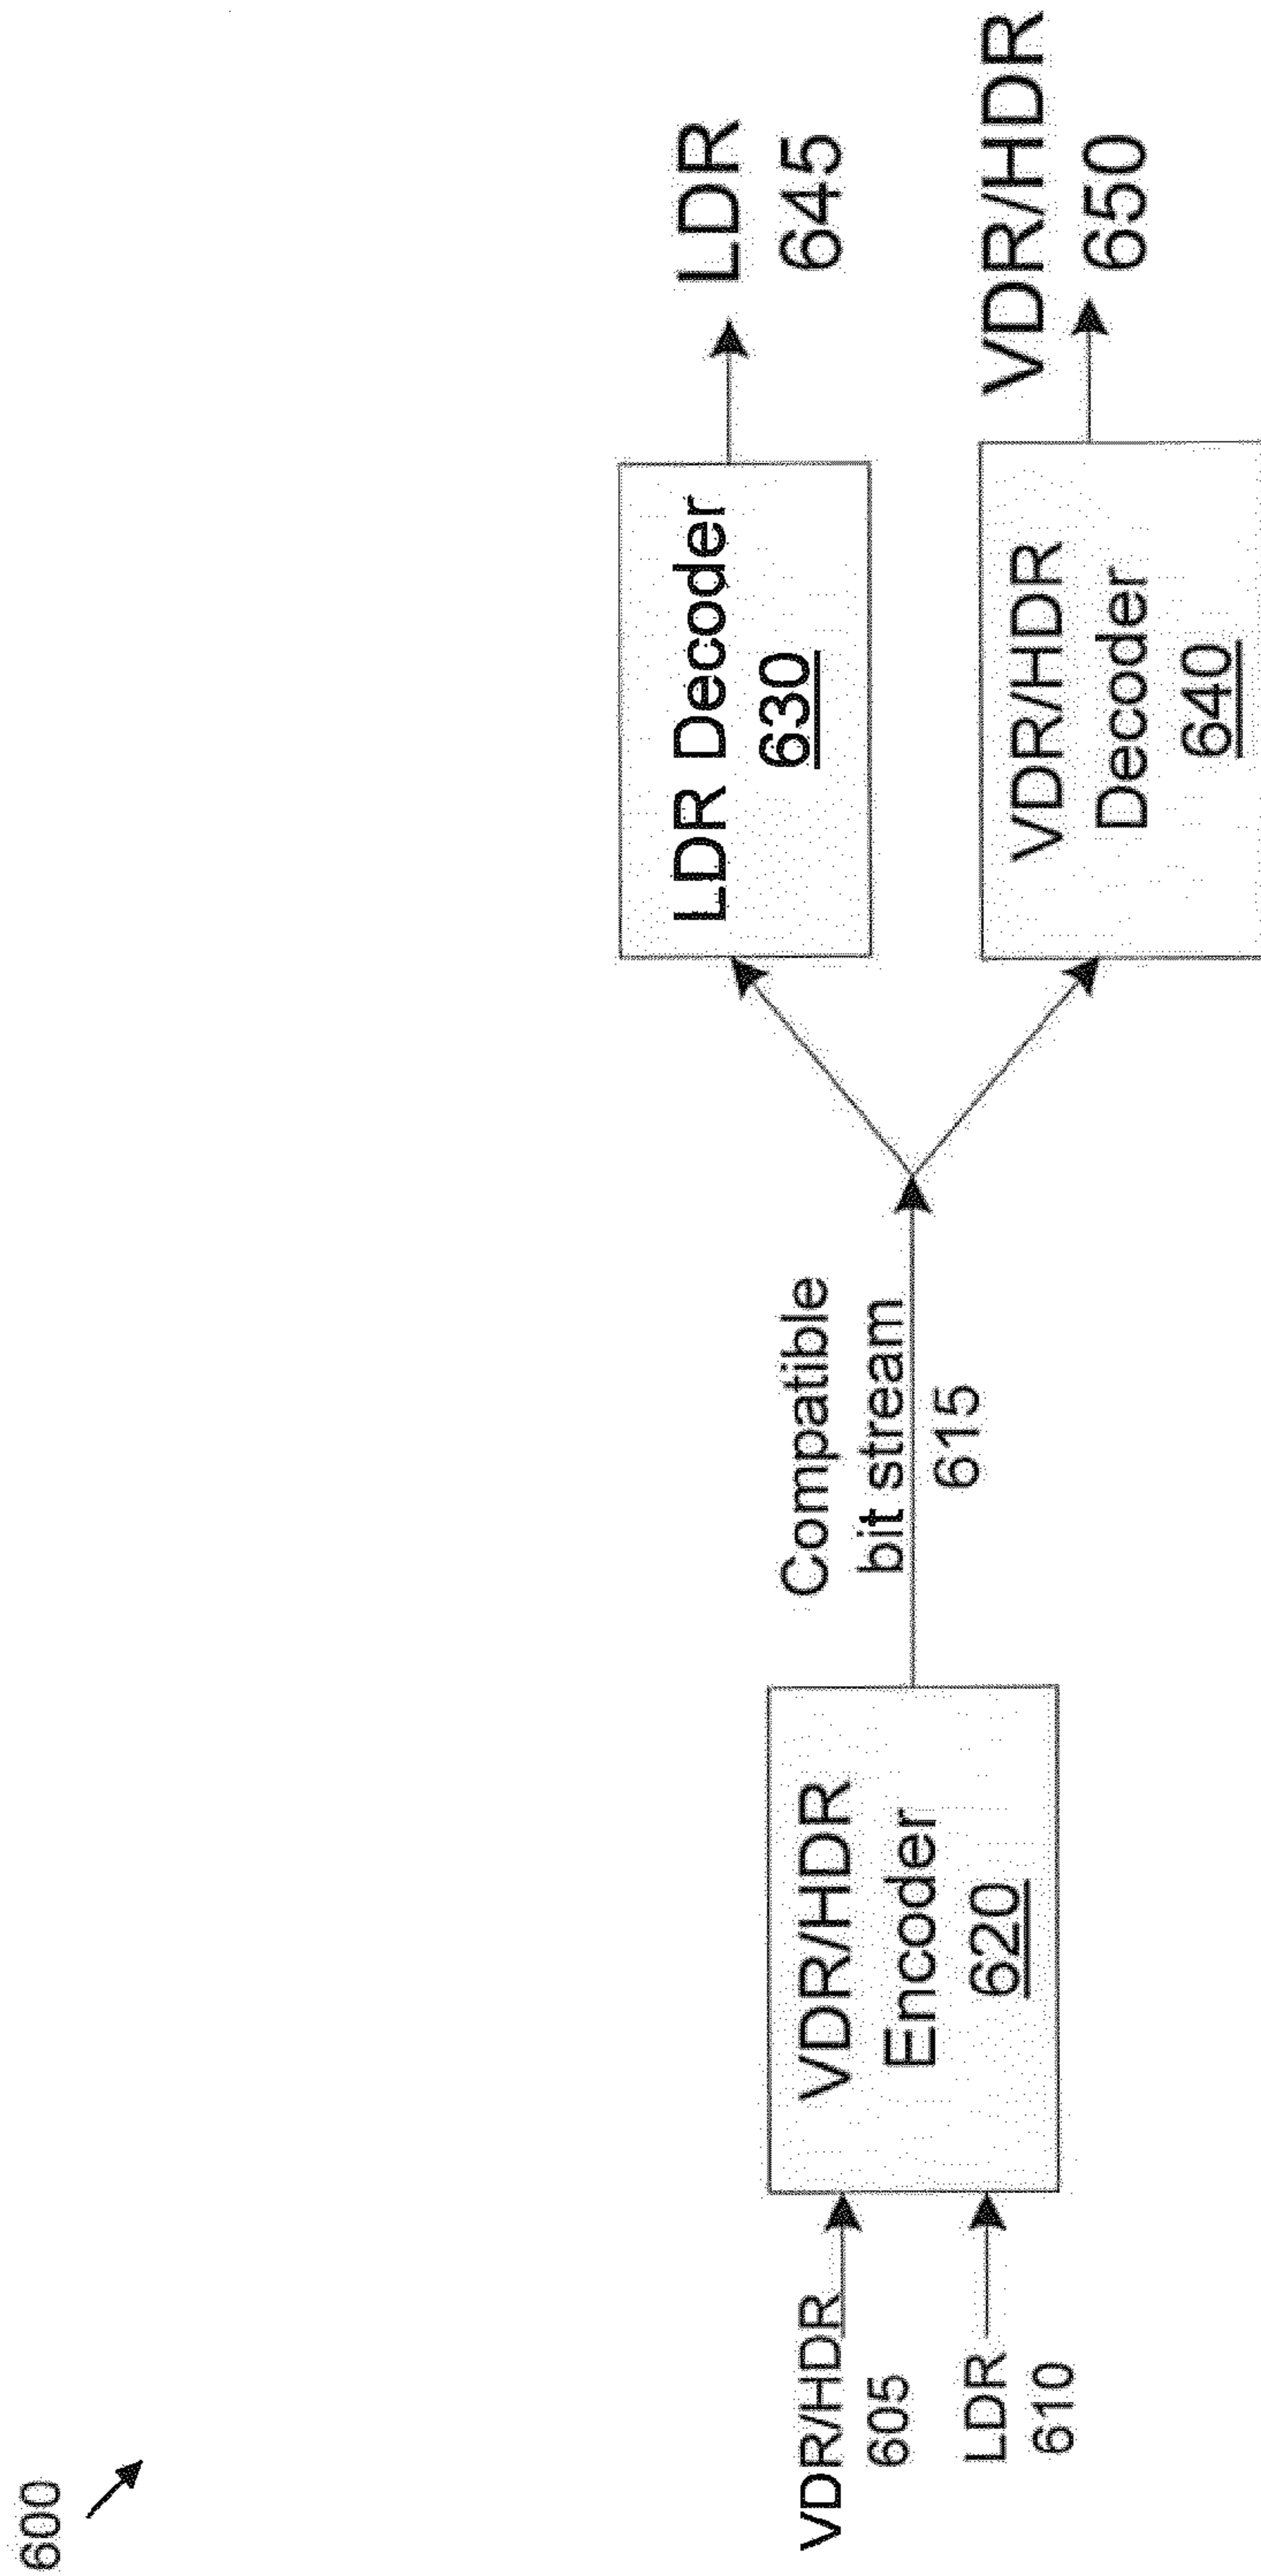 600
VDR/HDR
605
LDR
610
VDR/HDR
Encoder
620
Compatible
bit stream
615
LDR Decoder
630
VDR/HDR
Decoder
640
LDR
645
VDR/HDR
650